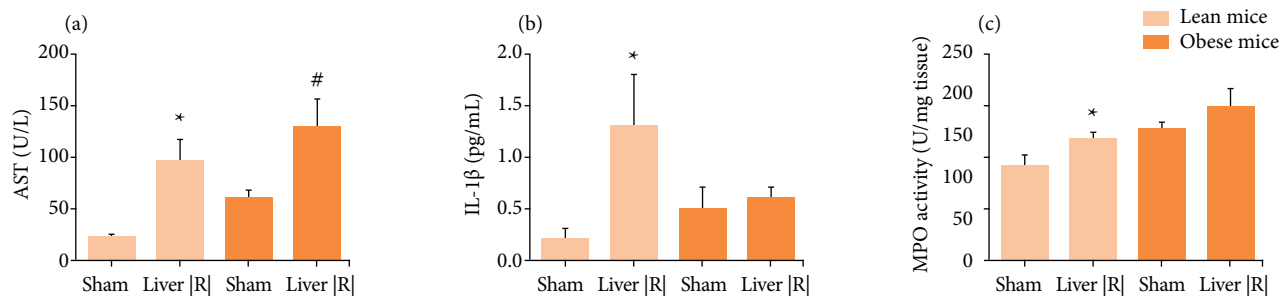 (a)
AST (U/L)
200
150
100
50
0
*
#
Sham
Liver |R|
Sham
Liver |R|
(b)
IL-1β (pg/mL)
2.0
1.5
1.0
0.5
0
*
Sham
Liver |R|
Sham
Liver |R|
(c)
Lean mice
Obese mice
MPO activity (U/mg tissue)
250
200
150
100
50
0
*
Sham
Liver |R|
Sham
Liver |R|